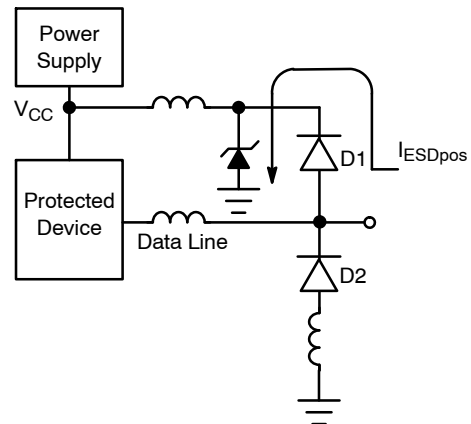 Power
Supply
V_CC
D1
I_ESDpos
Protected
Device
Data Line
D2